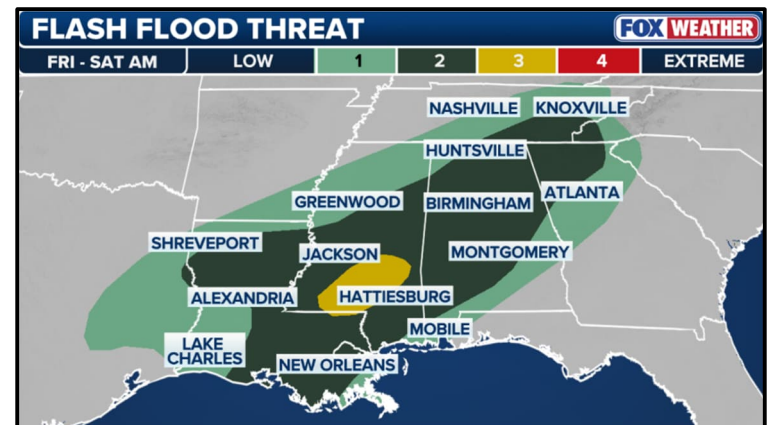 FLASH FLOOD THREAT
FOX WEATHER
FRI - SAT AM LOW 1 2 3 4 EXTREME
NASHVILLE KNOXVILLE
HUNTSVILLE
ATLANTA
GREENWOOD BIRMINGHAM
SHREVEPORT
JACKSON MONTGOMERY
ALEXANDRIA HATTIESBURG
MOBILE
LAKE
CHARLES
NEW ORLEANS